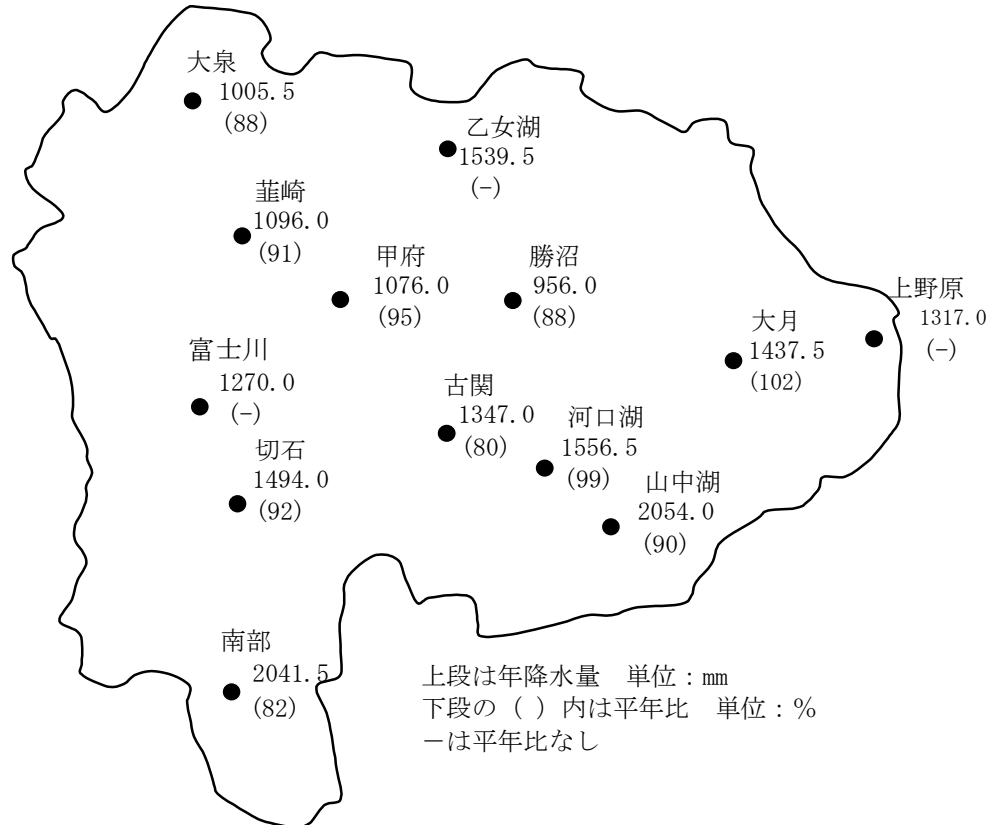 大泉
1005.5
(88)
乙女湖
1539.5
(-)
韮崎
1096.0
(91)
甲府
1076.0
(95)
勝沼
956.0
(88)
上野原
1317.0
(-)
大月
1437.5
(102)
富士川
1270.0
(-)
古関
1347.0
(80)
河口湖
1556.5
(99)
切石
1494.0
(92)
山中湖
2054.0
(90)
南部
2041.5
(82)
上段は年降水量　単位：㎜
下段の（ ）内は平年比　単位：％
－は平年比なし